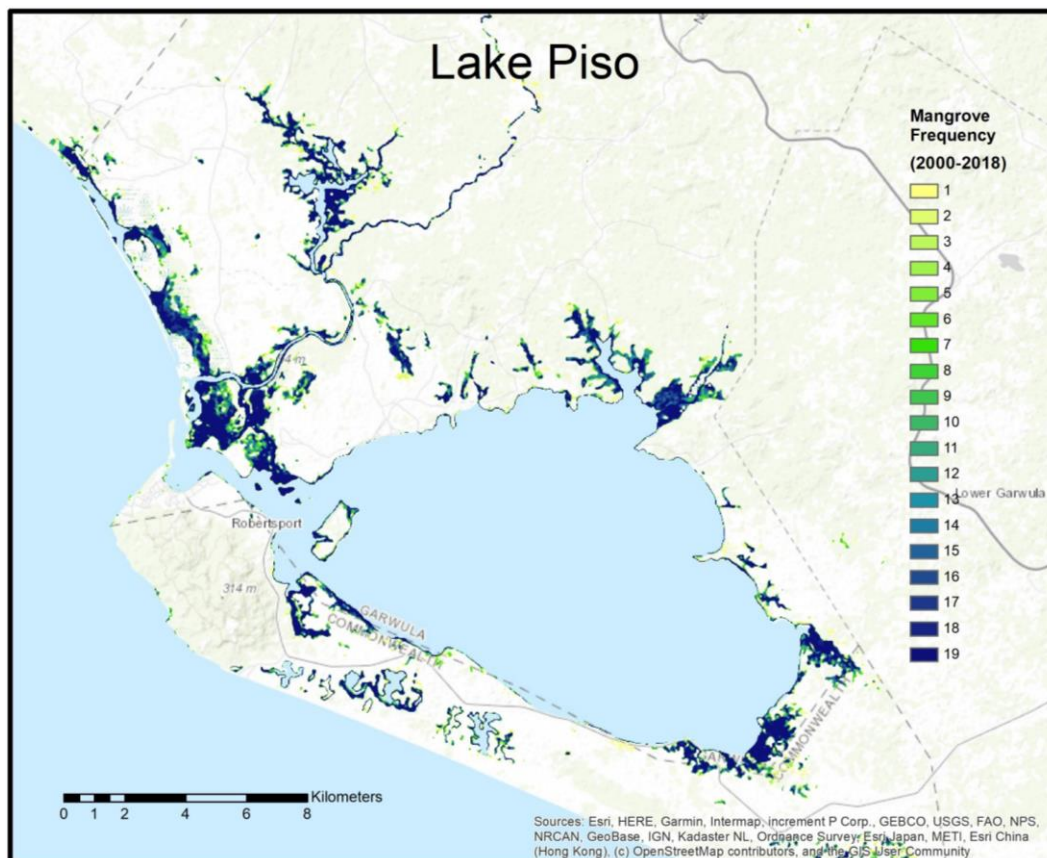 Lake Piso
Mangrove
Frequency
(2000-2018)
1
2
3
4
5
6
7
8
9
10
11
12
13
14
15
16
17
18
19
Lower Garwula
Robertsport
314 m
GARWULA
COMMONWEALTH
COMMONWEALTH
Kilometers
0 1 2 4 6 8
Sources: Esri, HERE, Garmin, Intermap, increment P Corp., GEBCO, USGS, FAO, NPS,
NRCAN, GeoBase, IGN, Kadaster NL, Ordnance Survey, Esri Japan, METI, Esri China
(Hong Kong), (c) OpenStreetMap contributors, and the GIS User Community